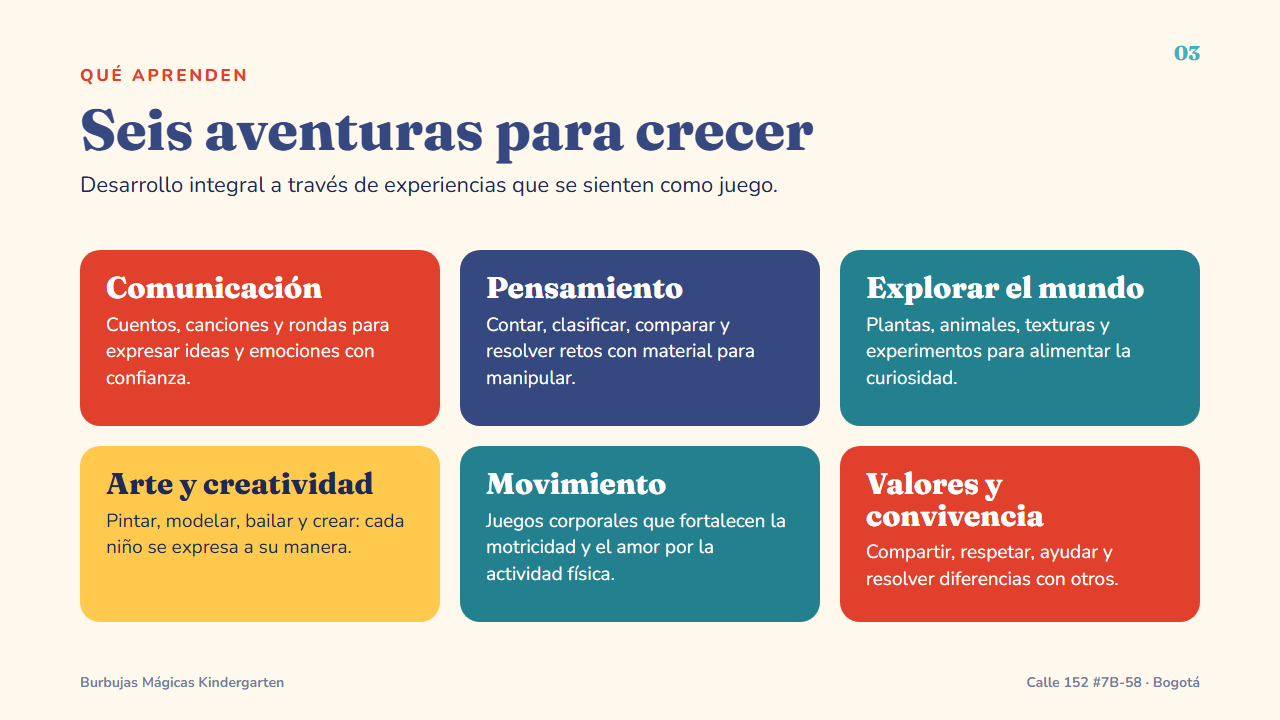 03
QUÉ APRENDEN
Seis aventuras para crecer
Desarrollo integral a través de experiencias que se sienten como juego.
Comunicación
Cuentos, canciones y rondas para
expresar ideas y emociones con
confianza.
Pensamiento
Contar, clasificar, comparar y
resolver retos con material para
manipular.
Explorar el mundo
Plantas, animales, texturas y
experimentos para alimentar la
curiosidad.
Arte y creatividad
Pintar, modelar, bailar y crear: cada
niño se expresa a su manera.
Movimiento
Juegos corporales que fortalecen la
motricidad y el amor por la
actividad física.
Valores y
convivencia
Compartir, respetar, ayudar y
resolver diferencias con otros.
Burbujas Mágicas Kindergarten
Calle 152 #7B-58 · Bogotá